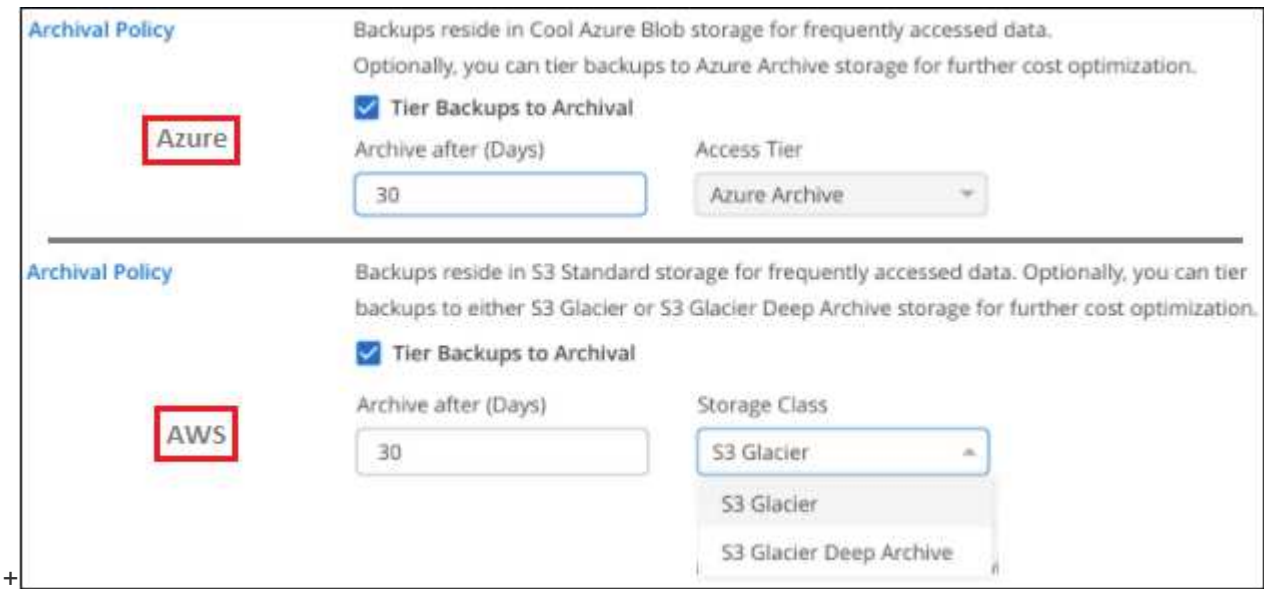 Archival Policy
Backups reside in Cool Azure Blob storage for frequently accessed data.
Optionally, you can tier backups to Azure Archive storage for further cost optimization.
Tier Backups to Archival
Azure
Archive after (Days)
Access Tier
30
Azure Archive
Archival Policy
Backups reside in S3 Standard storage for frequently accessed data. Optionally, you can tier
backups to either S3 Glacier or S3 Glacier Deep Archive storage for further cost optimization.
Tier Backups to Archival
Archive after (Days)
Storage Class
AWS
30
S3 Glacier
S3 Glacier
S3 Glacier Deep Archive
+